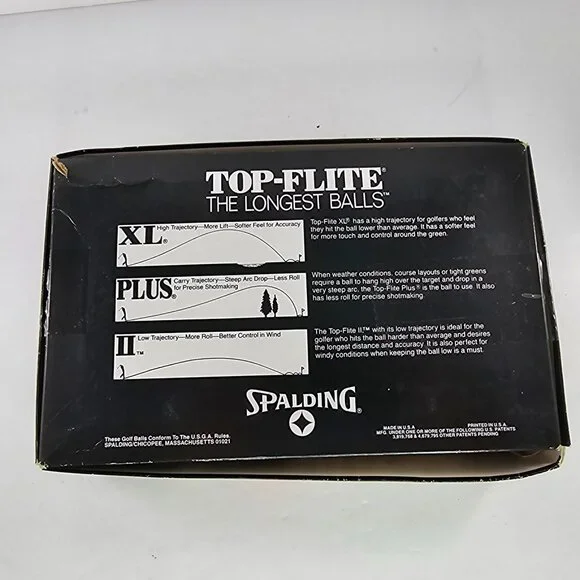 TOP-FLITE®
THE LONGEST BALLS™
XL®
High Trajectory—More Lift—Softer Feel for Accuracy
Top-Flite XL® has a high trajectory for golfers who feel
they hit the ball lower than average. It has a softer feel
for more touch and control around the green.
PLUS®
Carry Trajectory—Steep Arc Drop—Less Roll
for Precise Shotmaking
When weather conditions, course layouts or tight greens
require a ball to hang high over the target and drop in a
very steep arc, the Top-Flite Plus® is the ball to use. It also
has less roll for precise shotmaking.
II™
Low Trajectory—More Roll—Better Control in Wind
The Top-Flite II,™ with its low trajectory is ideal for the
golfer who hits the ball harder than average and desires
the longest distance and accuracy. It is also perfect for
windy conditions when keeping the ball low is a must.
SPALDING®
These Golf Balls Conform To The U.S.G.A. Rules.
SPALDING/CHICOPEE, MASSACHUSETTS 01021
MADE IN U.S.A. PRINTED IN U.S.A.
MFG. UNDER ONE OR MORE OF THE FOLLOWING U.S. PATENTS
3,819,768 & 4,679,795 OTHER PATENTS PENDING